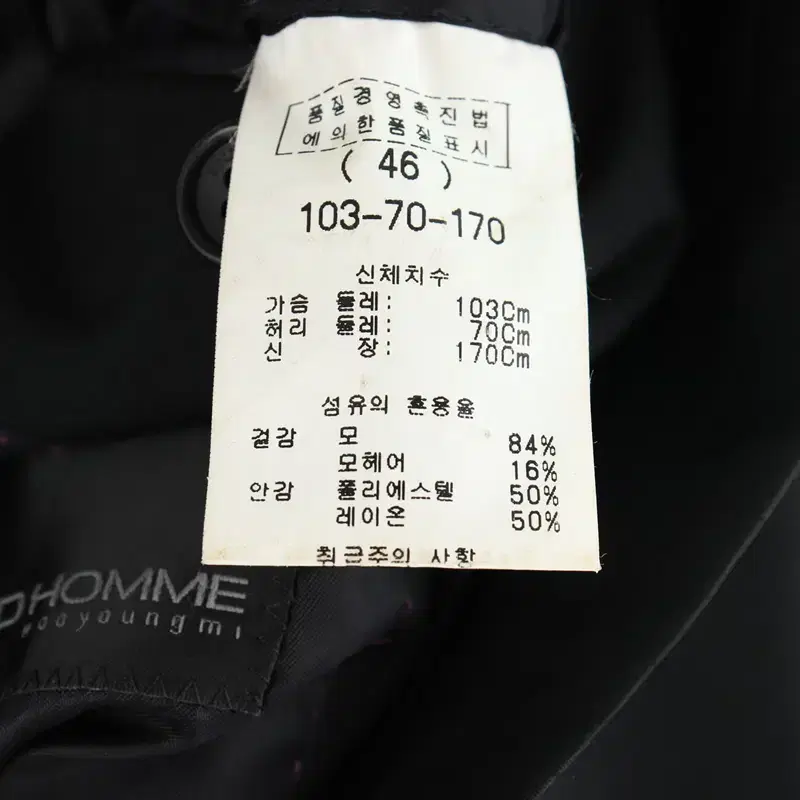 품질경영촉진법
에의한품질표시
( 46 )
103-70-170
신체치수
가슴 둘레: 103Cm
허리 둘레: 70Cm
신 장: 170Cm
섬유의 혼용율
겉감 모 84%
모헤어 16%
안감 폴리에스텔 50%
레이온 50%
취급주의 사항
HOMME
wooyoungmi